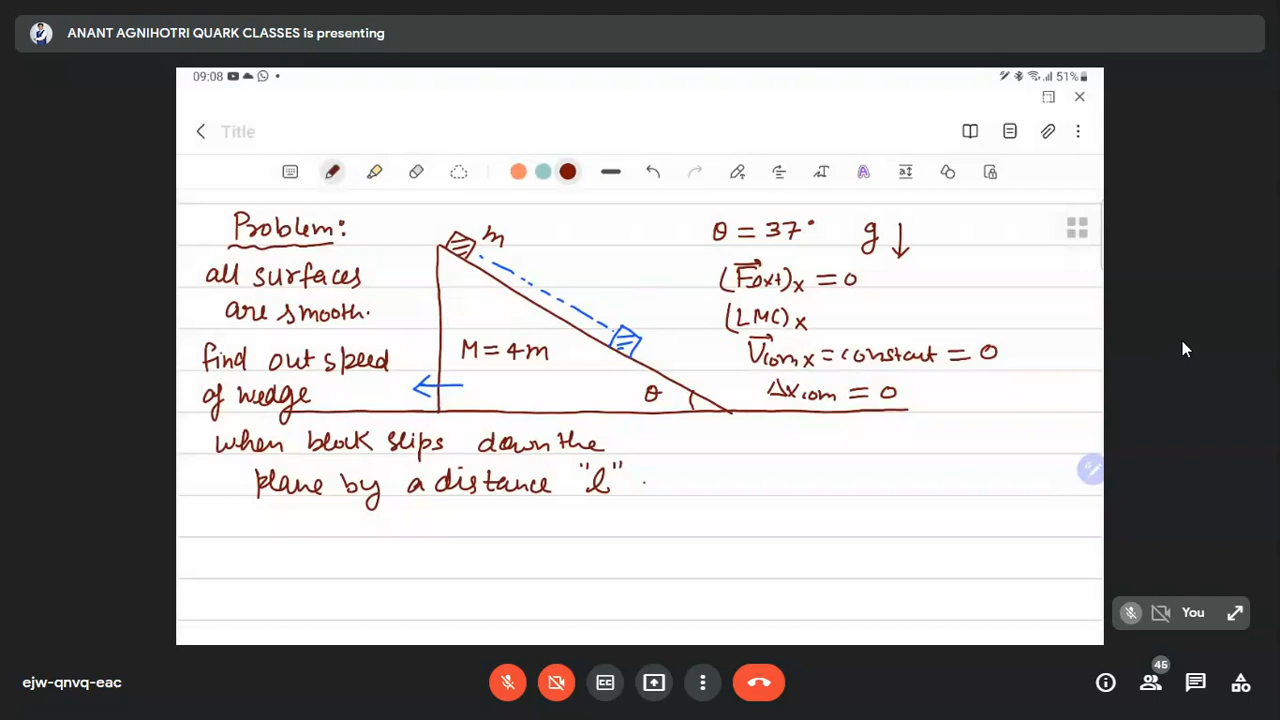 ANANT AGNIHOTRI QUARK CLASSES is presenting
09:08 51%
Title
Problem:
all surfaces
are smooth.
find out speed
of wedge
when block slips down the
plane by a distance "l".
m
M = 4m
θ
θ = 37° g ↓
(F⃗ext)x = 0
(LMC)x
V⃗comx = constant = 0
Δxcom = 0
You
ejw-qnvq-eac
CC
45